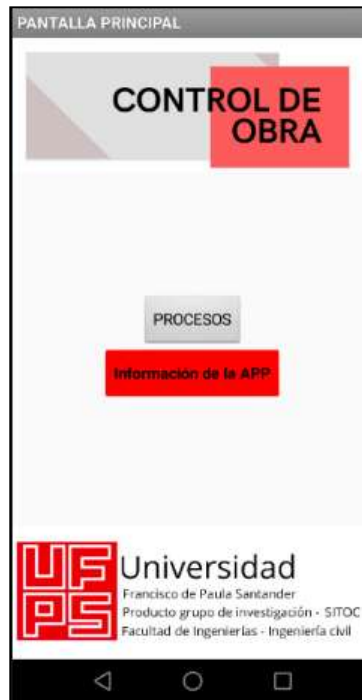 PANTALLA PRINCIPAL
CONTROL DE
OBRA
PROCESOS
Información de la APP
UF
PS
Universidad
Francisco de Paula Santander
Producto grupo de investigación - SITOC
Facultad de Ingenierías - Ingeniería civil